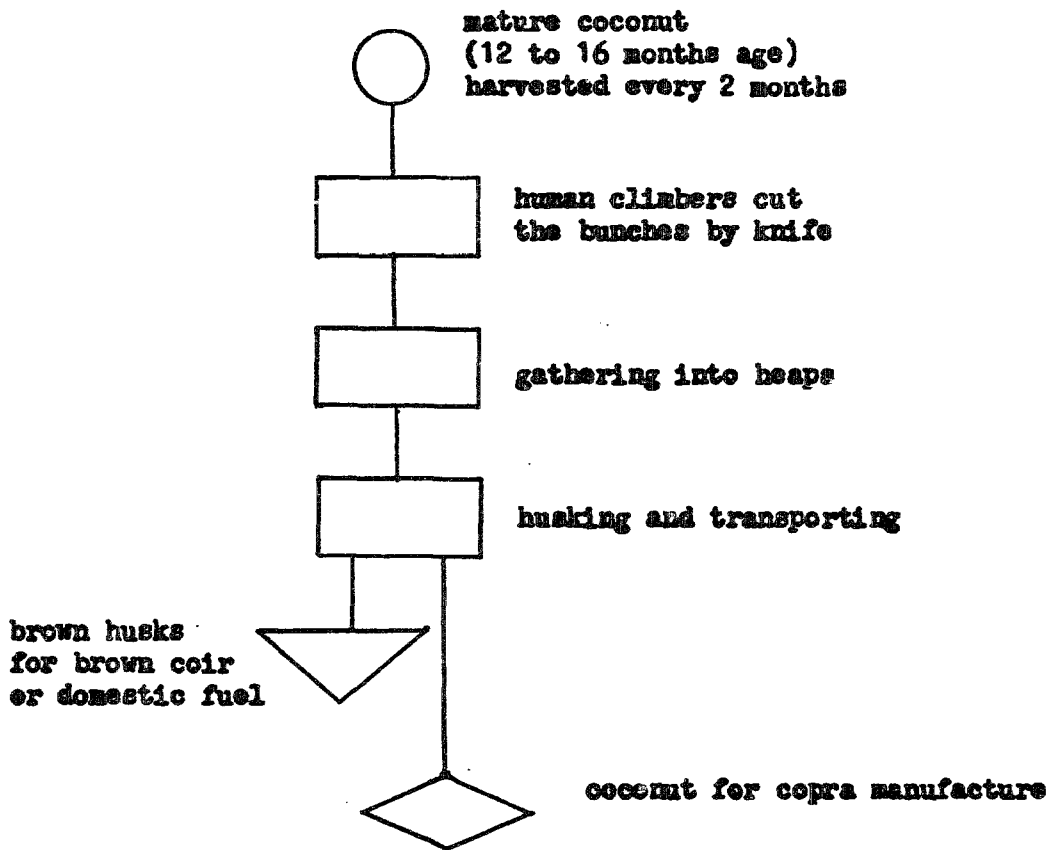 mature coconut
(12 to 16 months age)
harvested every 2 months
human climbers cut
the bunches by knife
gathering into heaps
husking and transporting
brown husks
for brown coir
or domestic fuel
coconut for copra manufacture